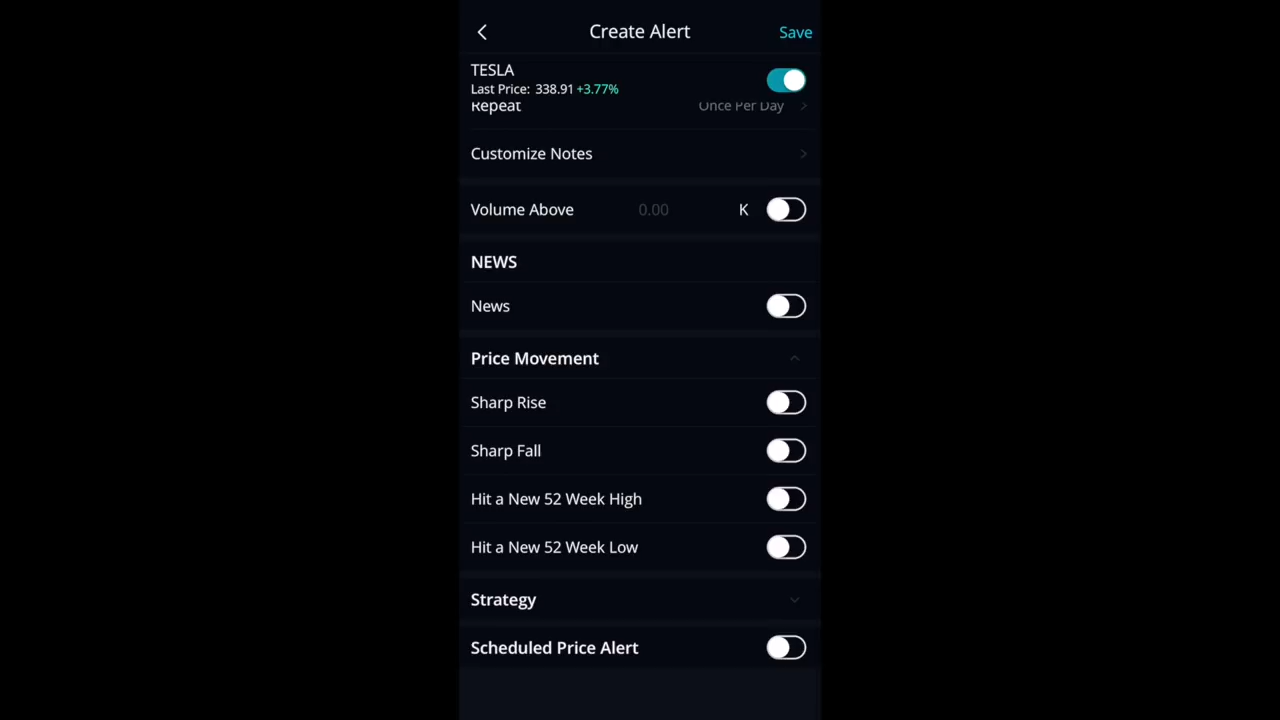 Create Alert
Save
TESLA
Last Price: 338.91 +3.77%
Repeat Once Per Day
Customize Notes
Volume Above 0.00 K
NEWS
News
Price Movement
Sharp Rise
Sharp Fall
Hit a New 52 Week High
Hit a New 52 Week Low
Strategy
Scheduled Price Alert